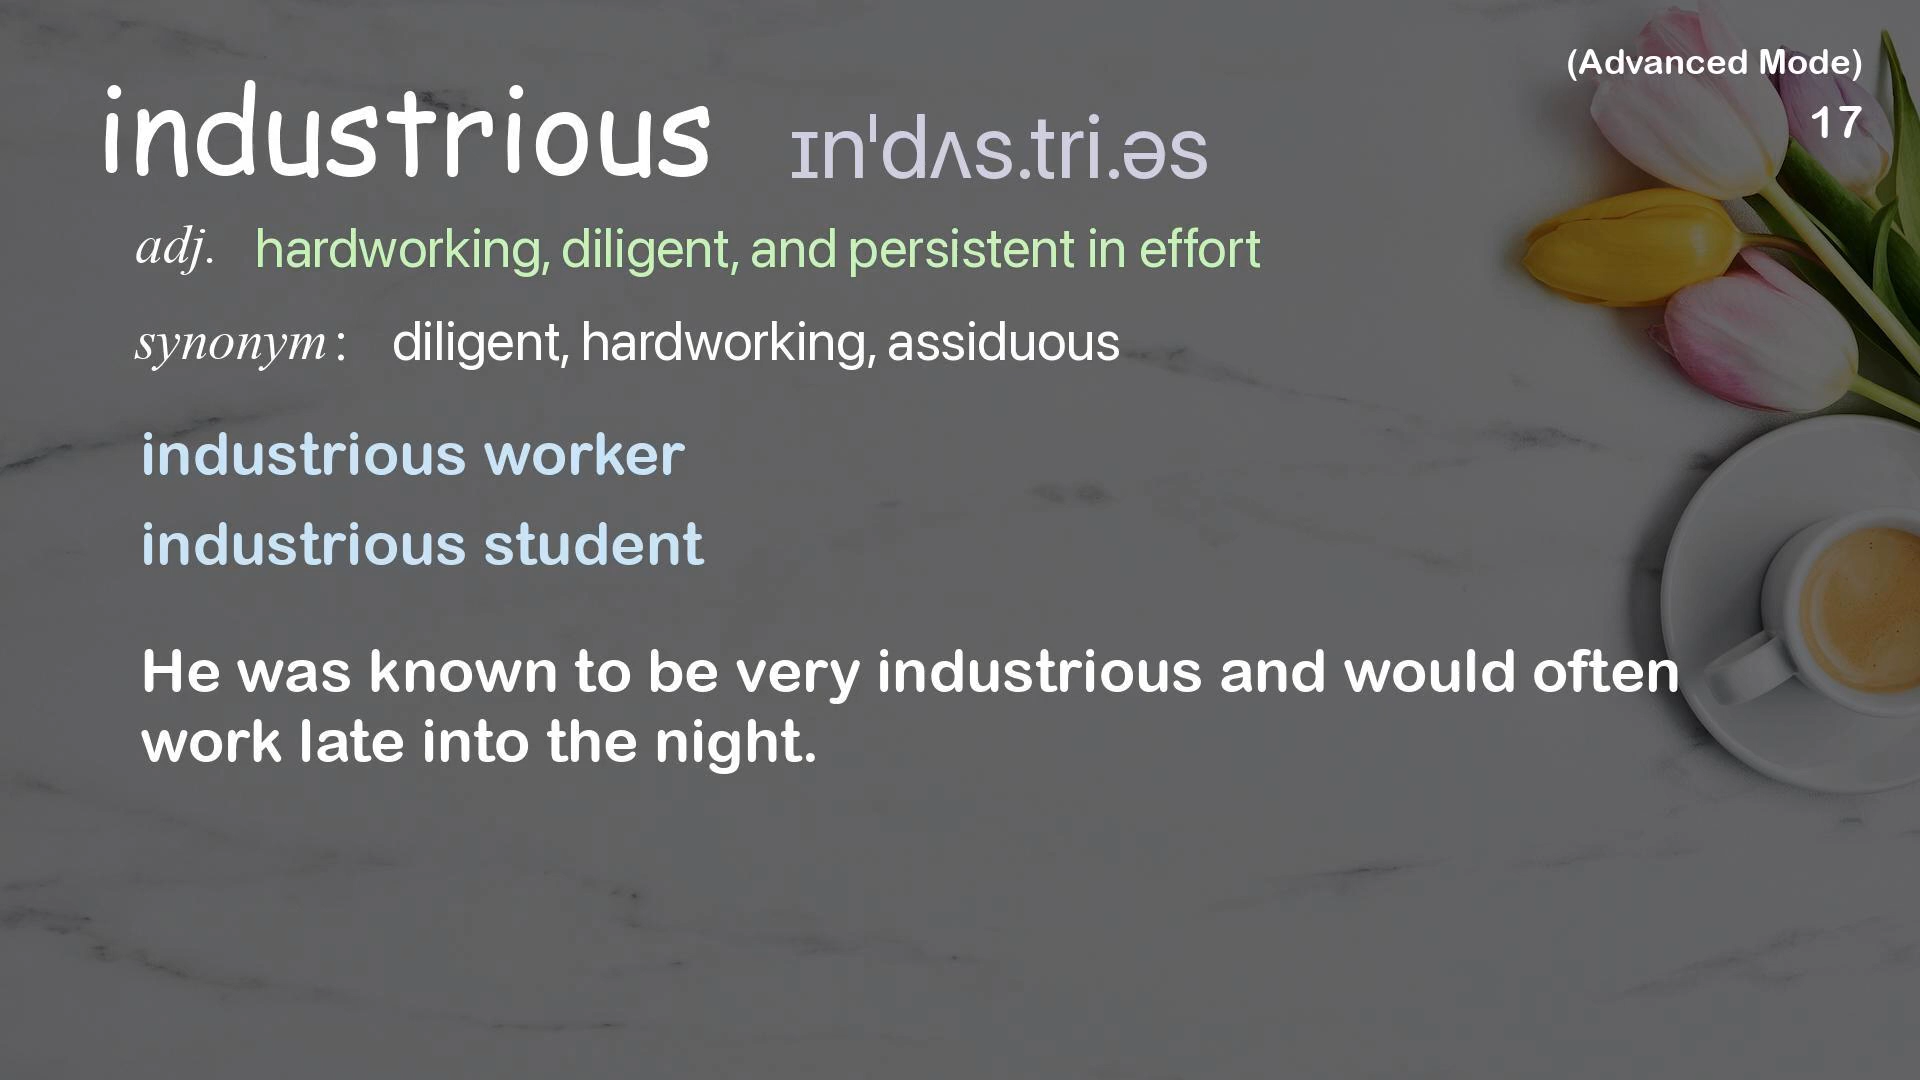 (Advanced Mode)
17
industrious ɪnˈdʌs.tri.əs
adj. hardworking, diligent, and persistent in effort
synonym: diligent, hardworking, assiduous
industrious worker
industrious student
He was known to be very industrious and would often
work late into the night.